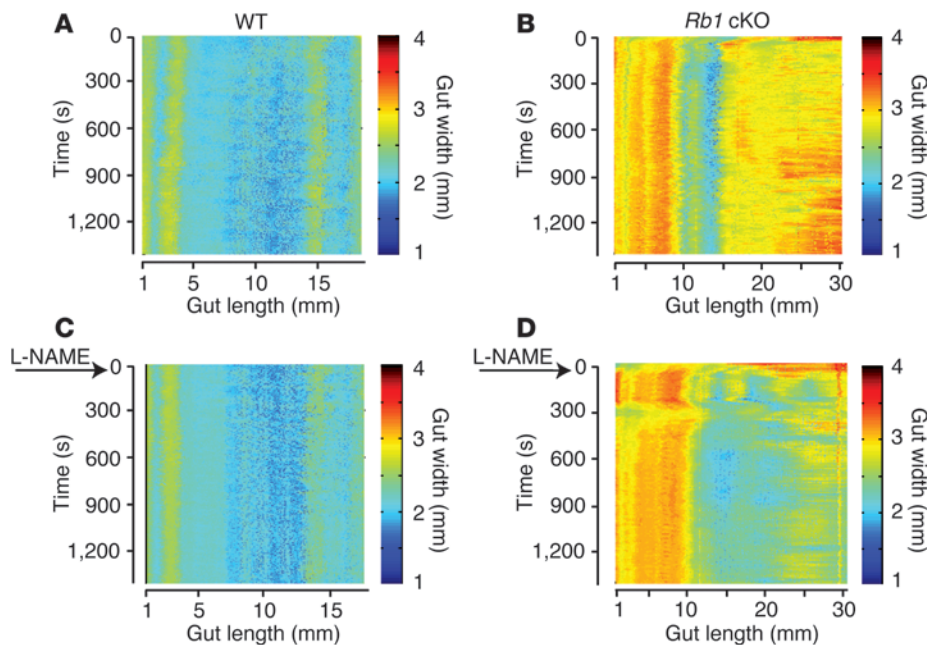 A
WT
0
300
600
900
1,200
Time (s)
1
5
10
15
Gut length (mm)
4
3
2
1
Gut width (mm)
B
Rb1 cKO
0
300
600
900
1,200
Time (s)
1
10
20
30
Gut length (mm)
4
3
2
1
Gut width (mm)
C
L-NAME
0
300
600
900
1,200
Time (s)
1
5
10
15
Gut length (mm)
4
3
2
1
Gut width (mm)
D
L-NAME
0
300
600
900
1,200
Time (s)
1
10
20
30
Gut length (mm)
4
3
2
1
Gut width (mm)